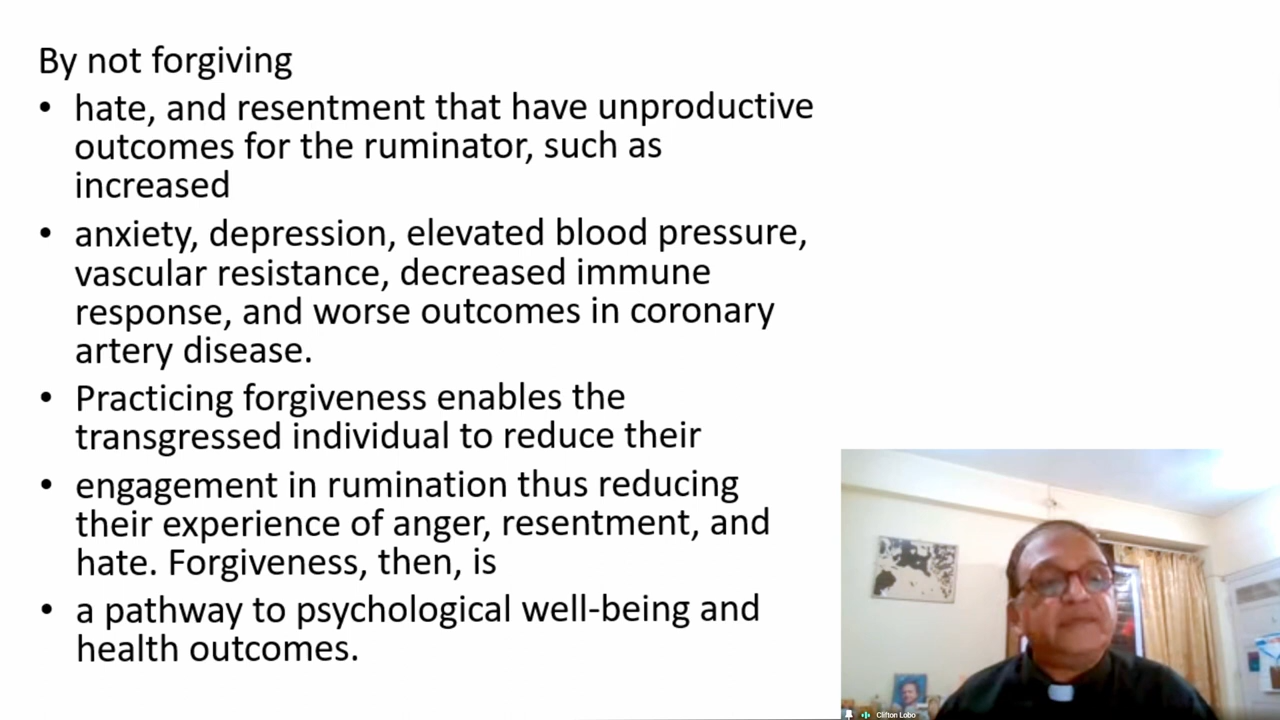 By not forgiving
• hate, and resentment that have unproductive
outcomes for the ruminator, such as
increased
• anxiety, depression, elevated blood pressure,
vascular resistance, decreased immune
response, and worse outcomes in coronary
artery disease.
• Practicing forgiveness enables the
transgressed individual to reduce their
• engagement in rumination thus reducing
their experience of anger, resentment, and
hate. Forgiveness, then, is
• a pathway to psychological well-being and
health outcomes.
Clifton Lobo